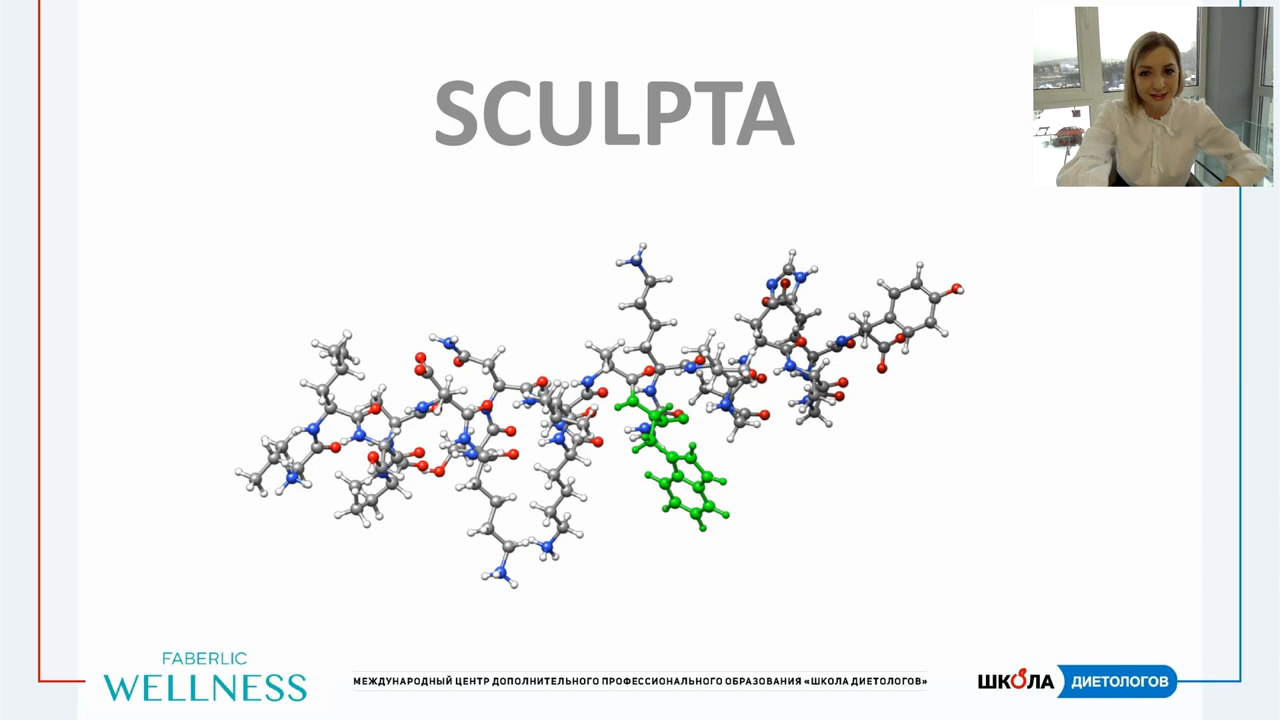 SCULPTA
FABERLIC
WELLNESS
МЕЖДУНАРОДНЫЙ ЦЕНТР ДОПОЛНИТЕЛЬНОГО ПРОФЕССИОНАЛЬНОГО ОБРАЗОВАНИЯ «ШКОЛА ДИЕТОЛОГОВ»
ШКОЛА ДИЕТОЛОГОВ